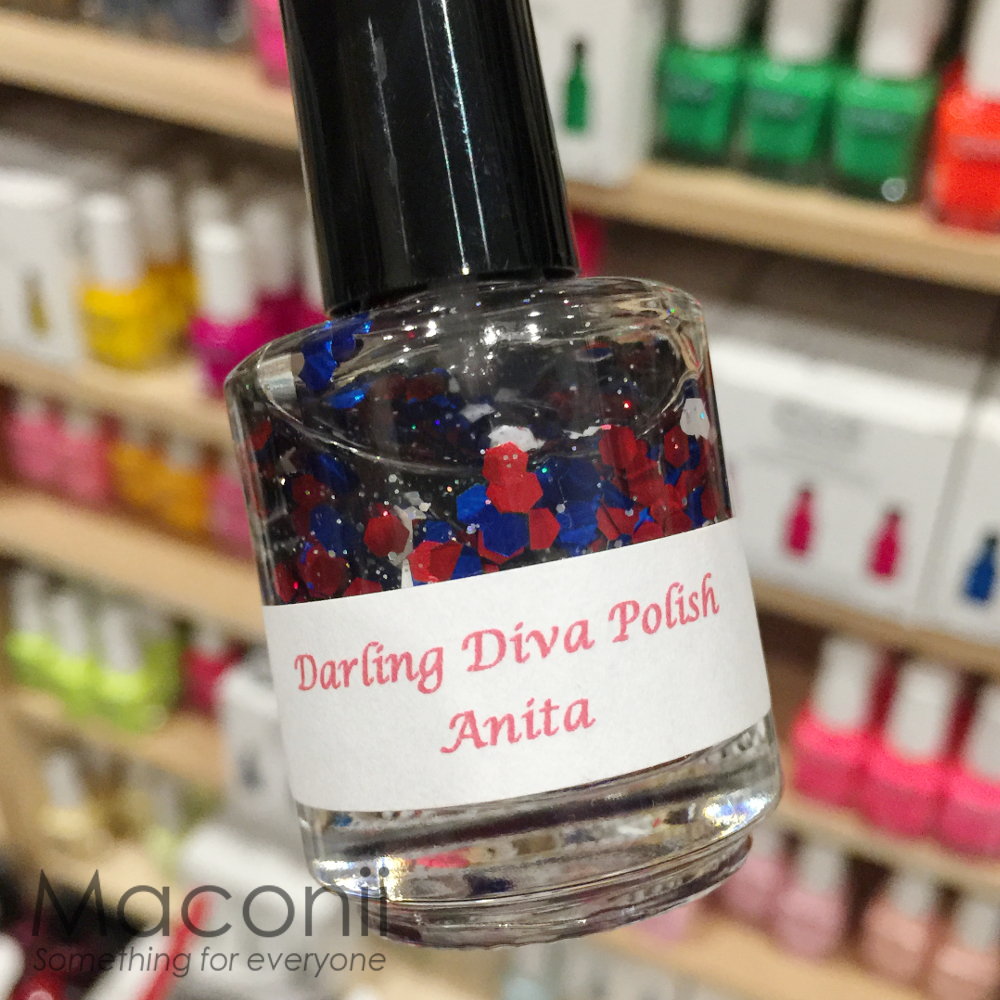 Darling Diva Polish
Anita
Maconii
Something for everyone